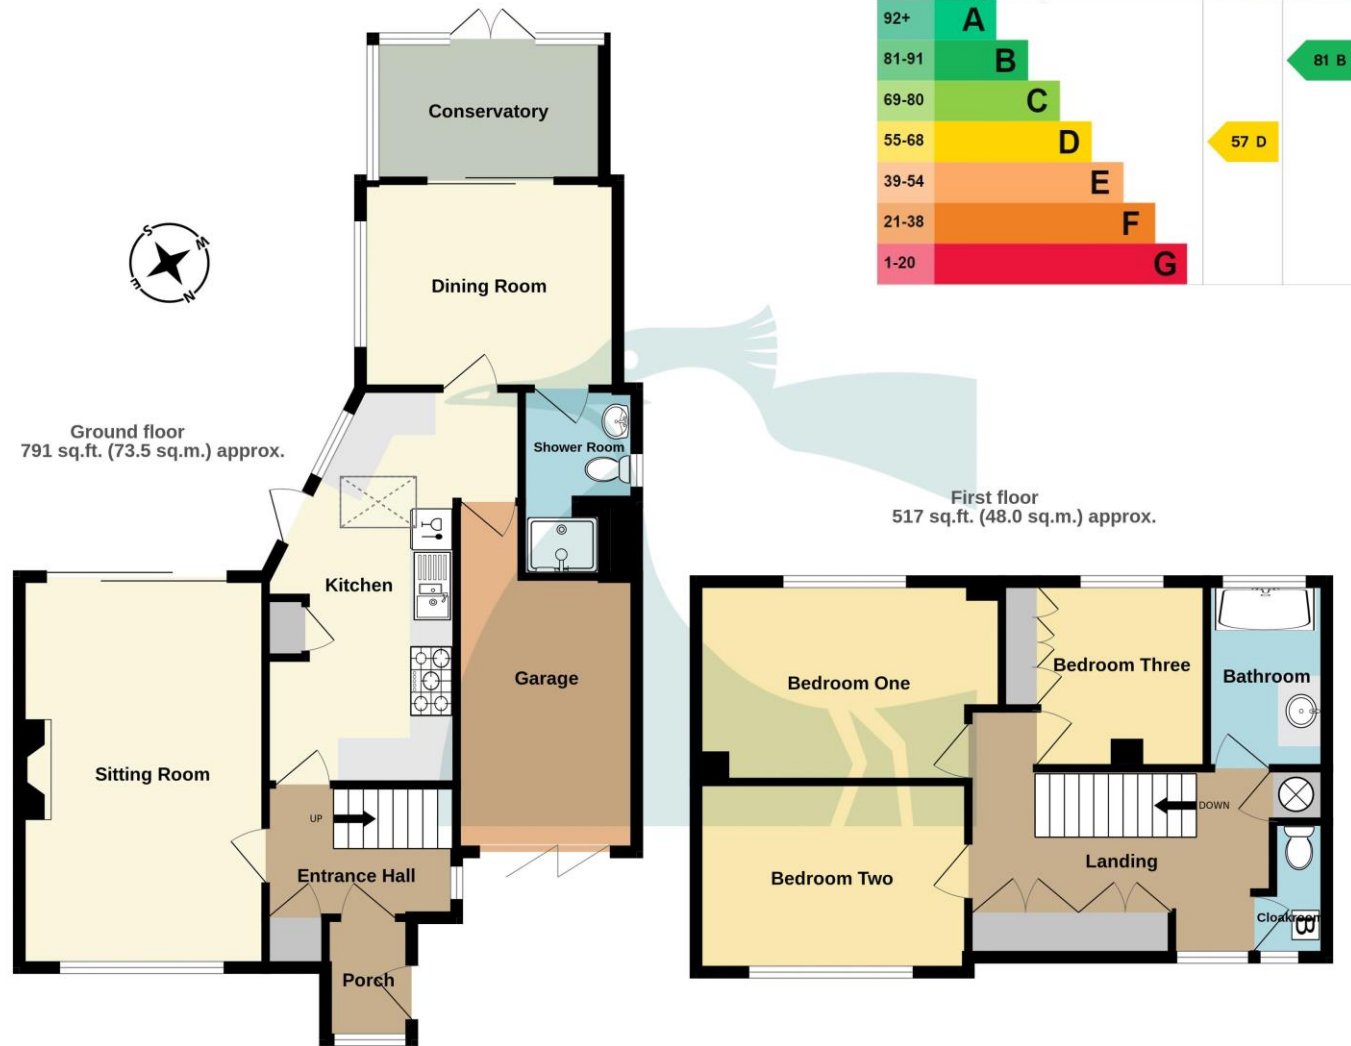 Conservatory
Dining Room
S
W
E
N
Ground floor
791 sq.ft. (73.5 sq.m.) approx.
Shower Room
Kitchen
Garage
Sitting Room
UP
Entrance Hall
Porch
92+ A
81-91 B
81 B
69-80 C
55-68 D
57 D
39-54 E
21-38 F
1-20 G
First floor
517 sq.ft. (48.0 sq.m.) approx.
Bedroom One
Bedroom Three
Bathroom
DOWN
Landing
Bedroom Two
Cloakroom
B